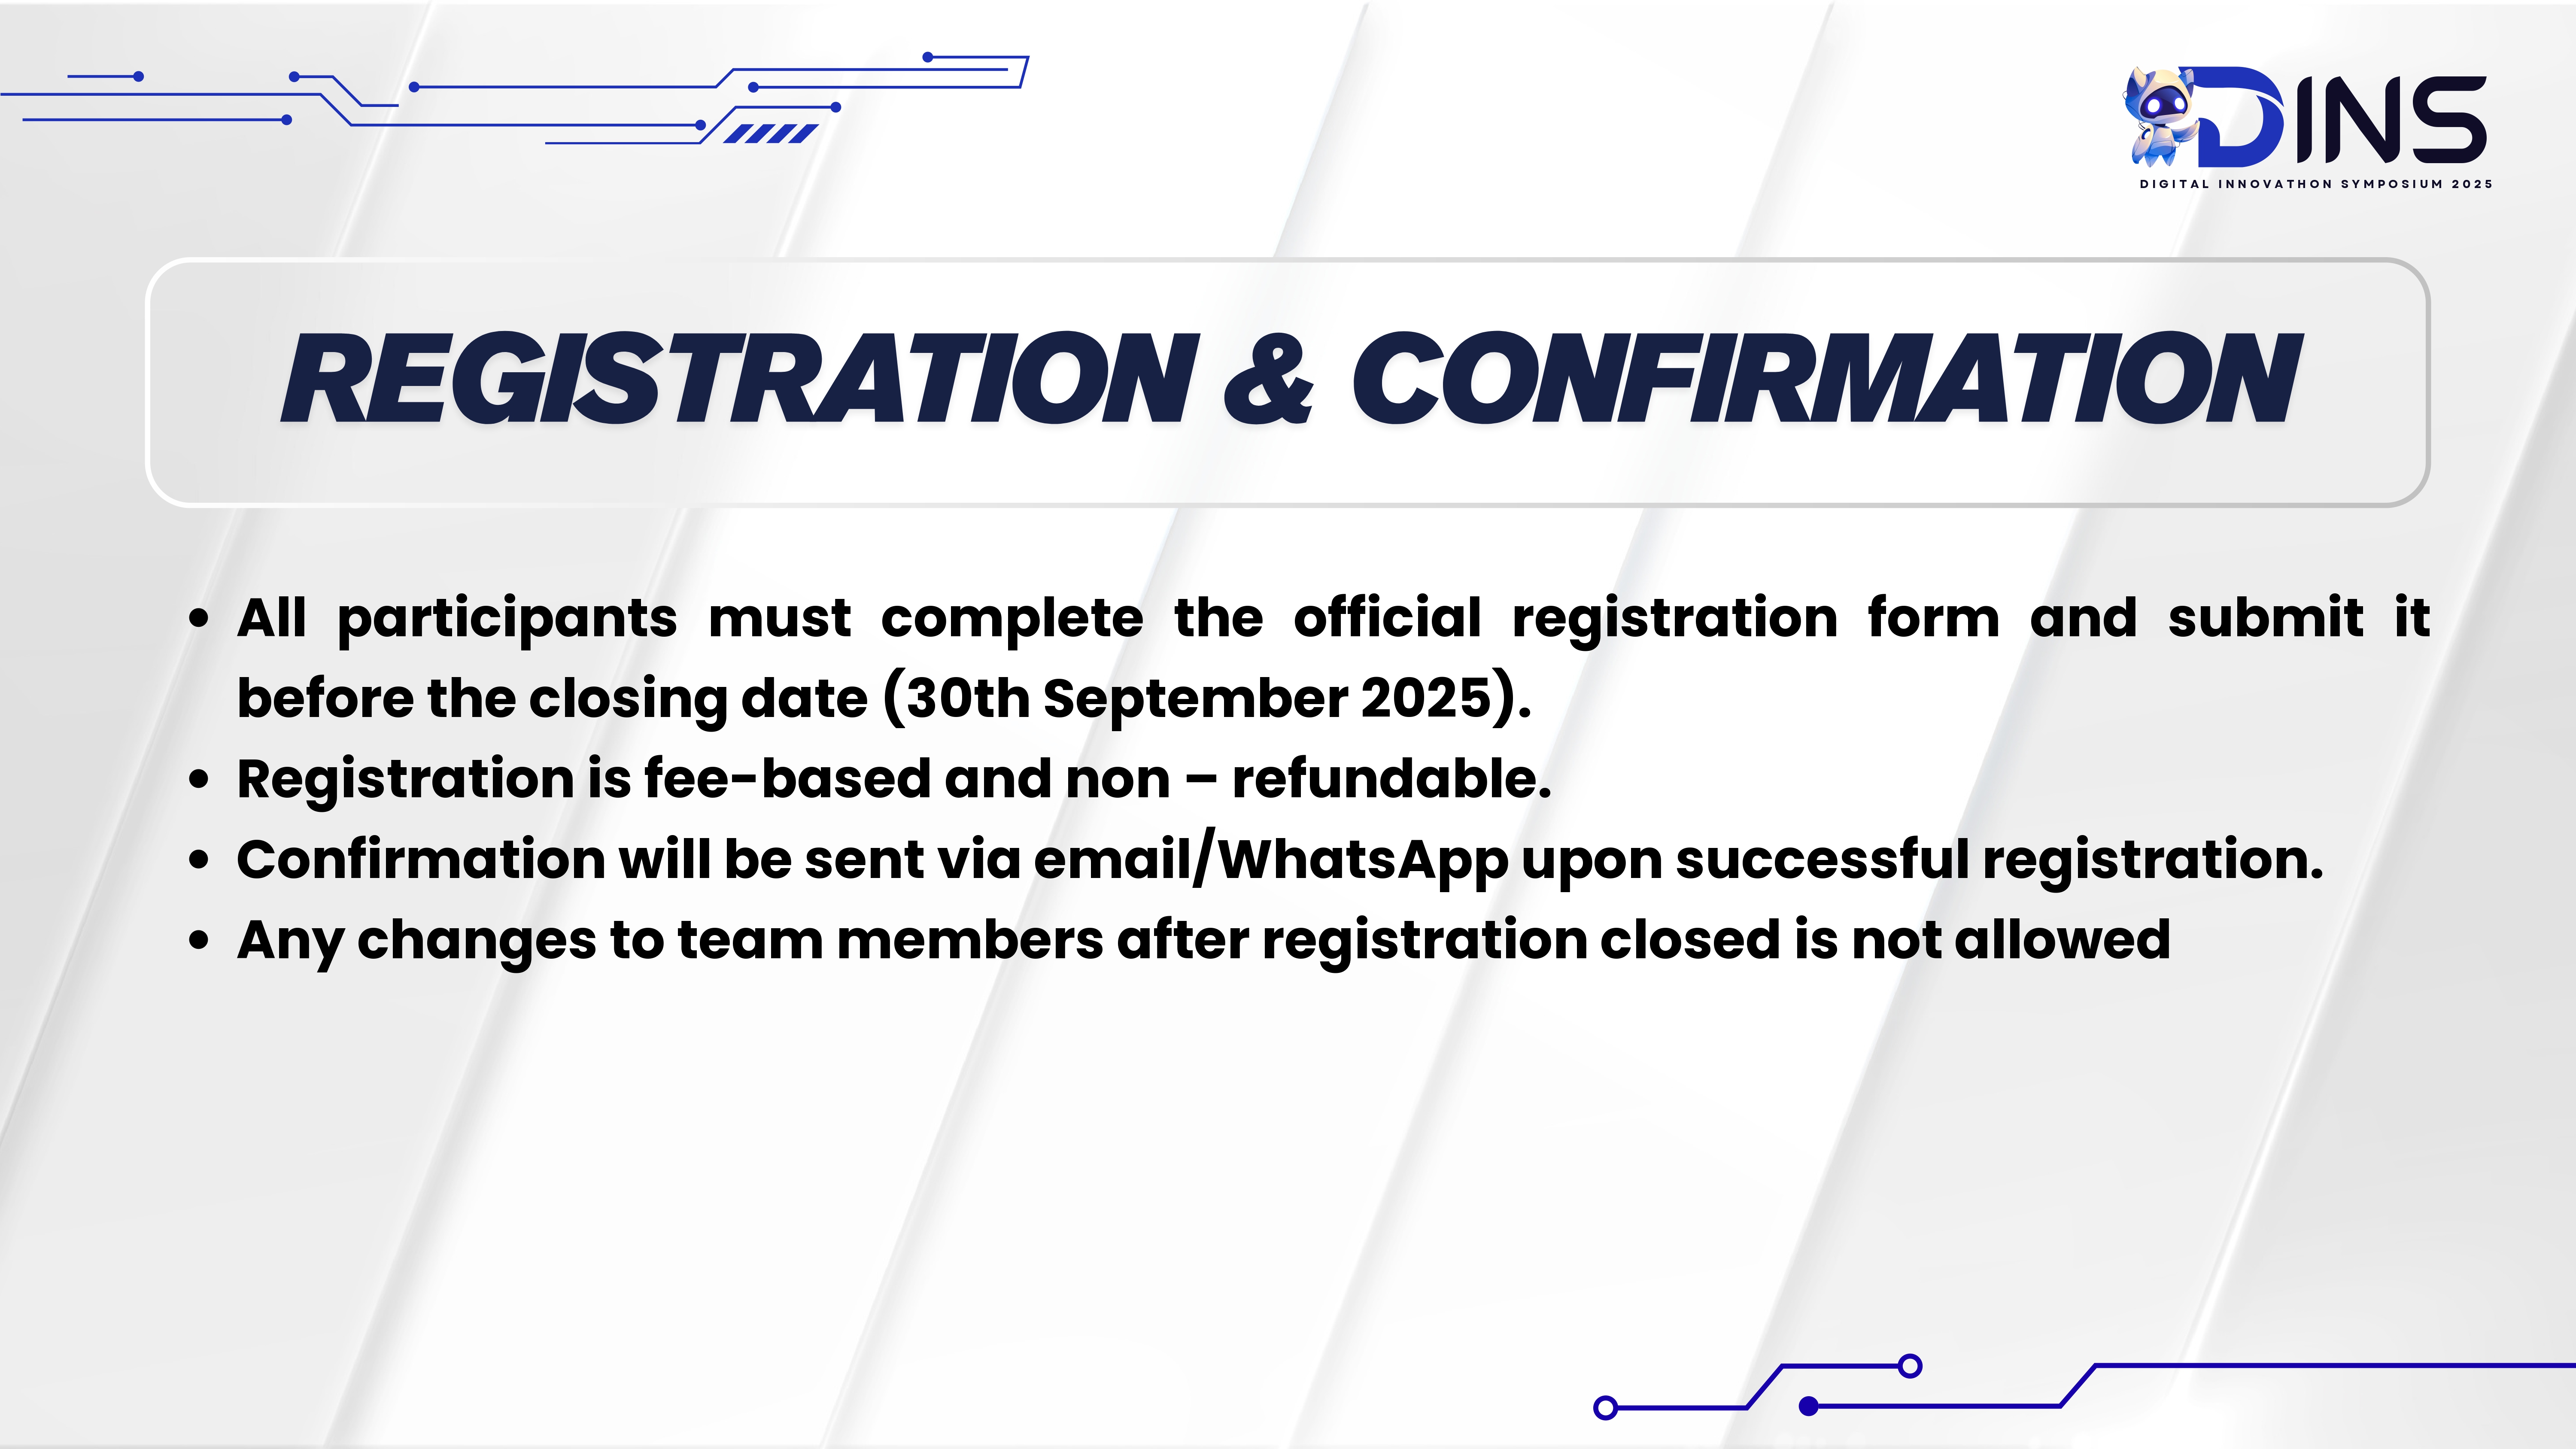 DINS
DIGITAL INNOVATHON SYMPOSIUM 2025
REGISTRATION & CONFIRMATION
• All participants must complete the official registration form and submit it
before the closing date (30th September 2025).
• Registration is fee-based and non – refundable.
• Confirmation will be sent via email/WhatsApp upon successful registration.
• Any changes to team members after registration closed is not allowed